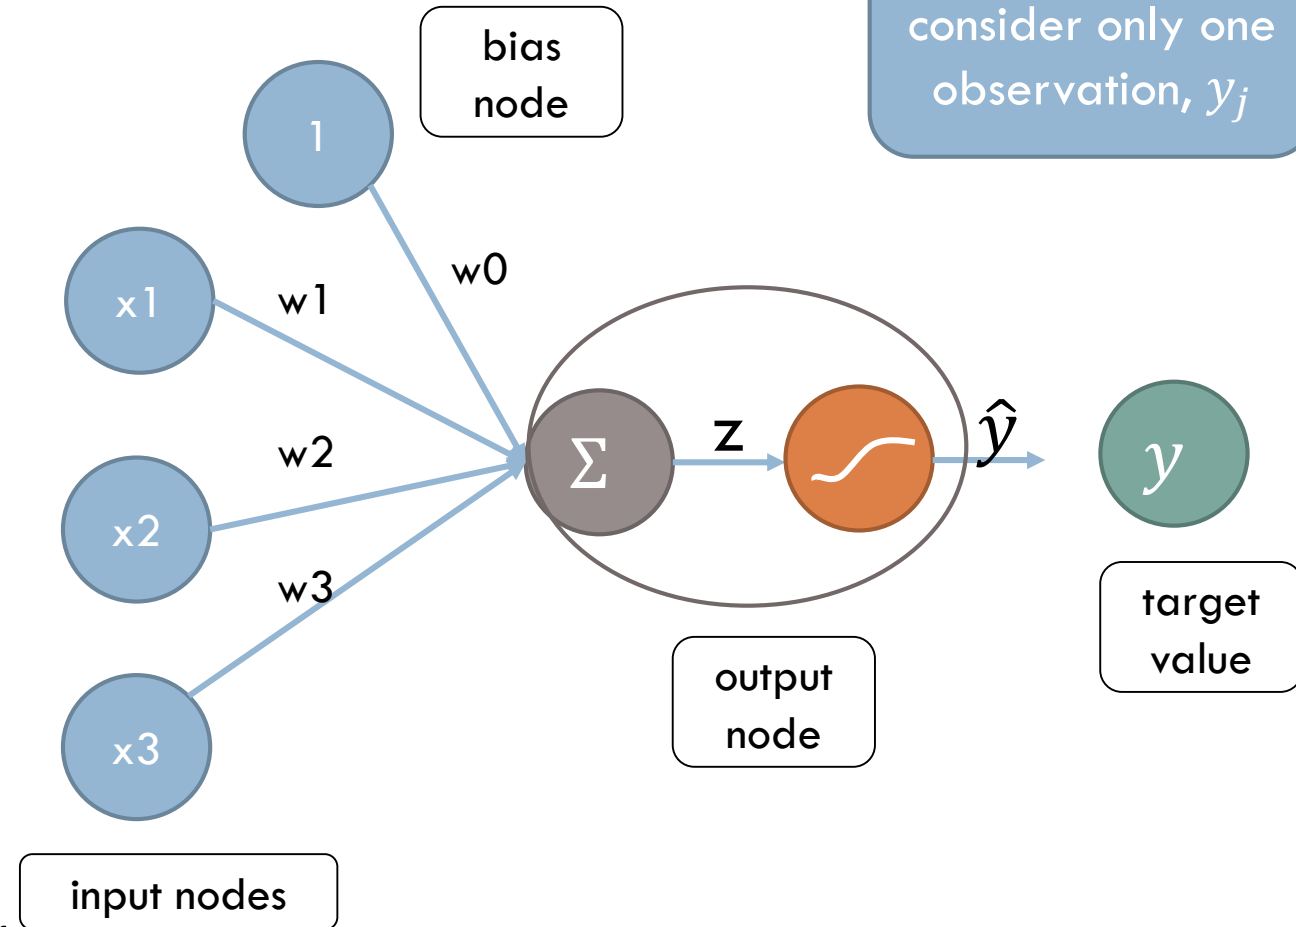 bias
node
consider only one
observation, y_j
1
w0
x1
w1
w2
x2
w3
x3
Σ
z
ŷ
y
target
value
output
node
input nodes